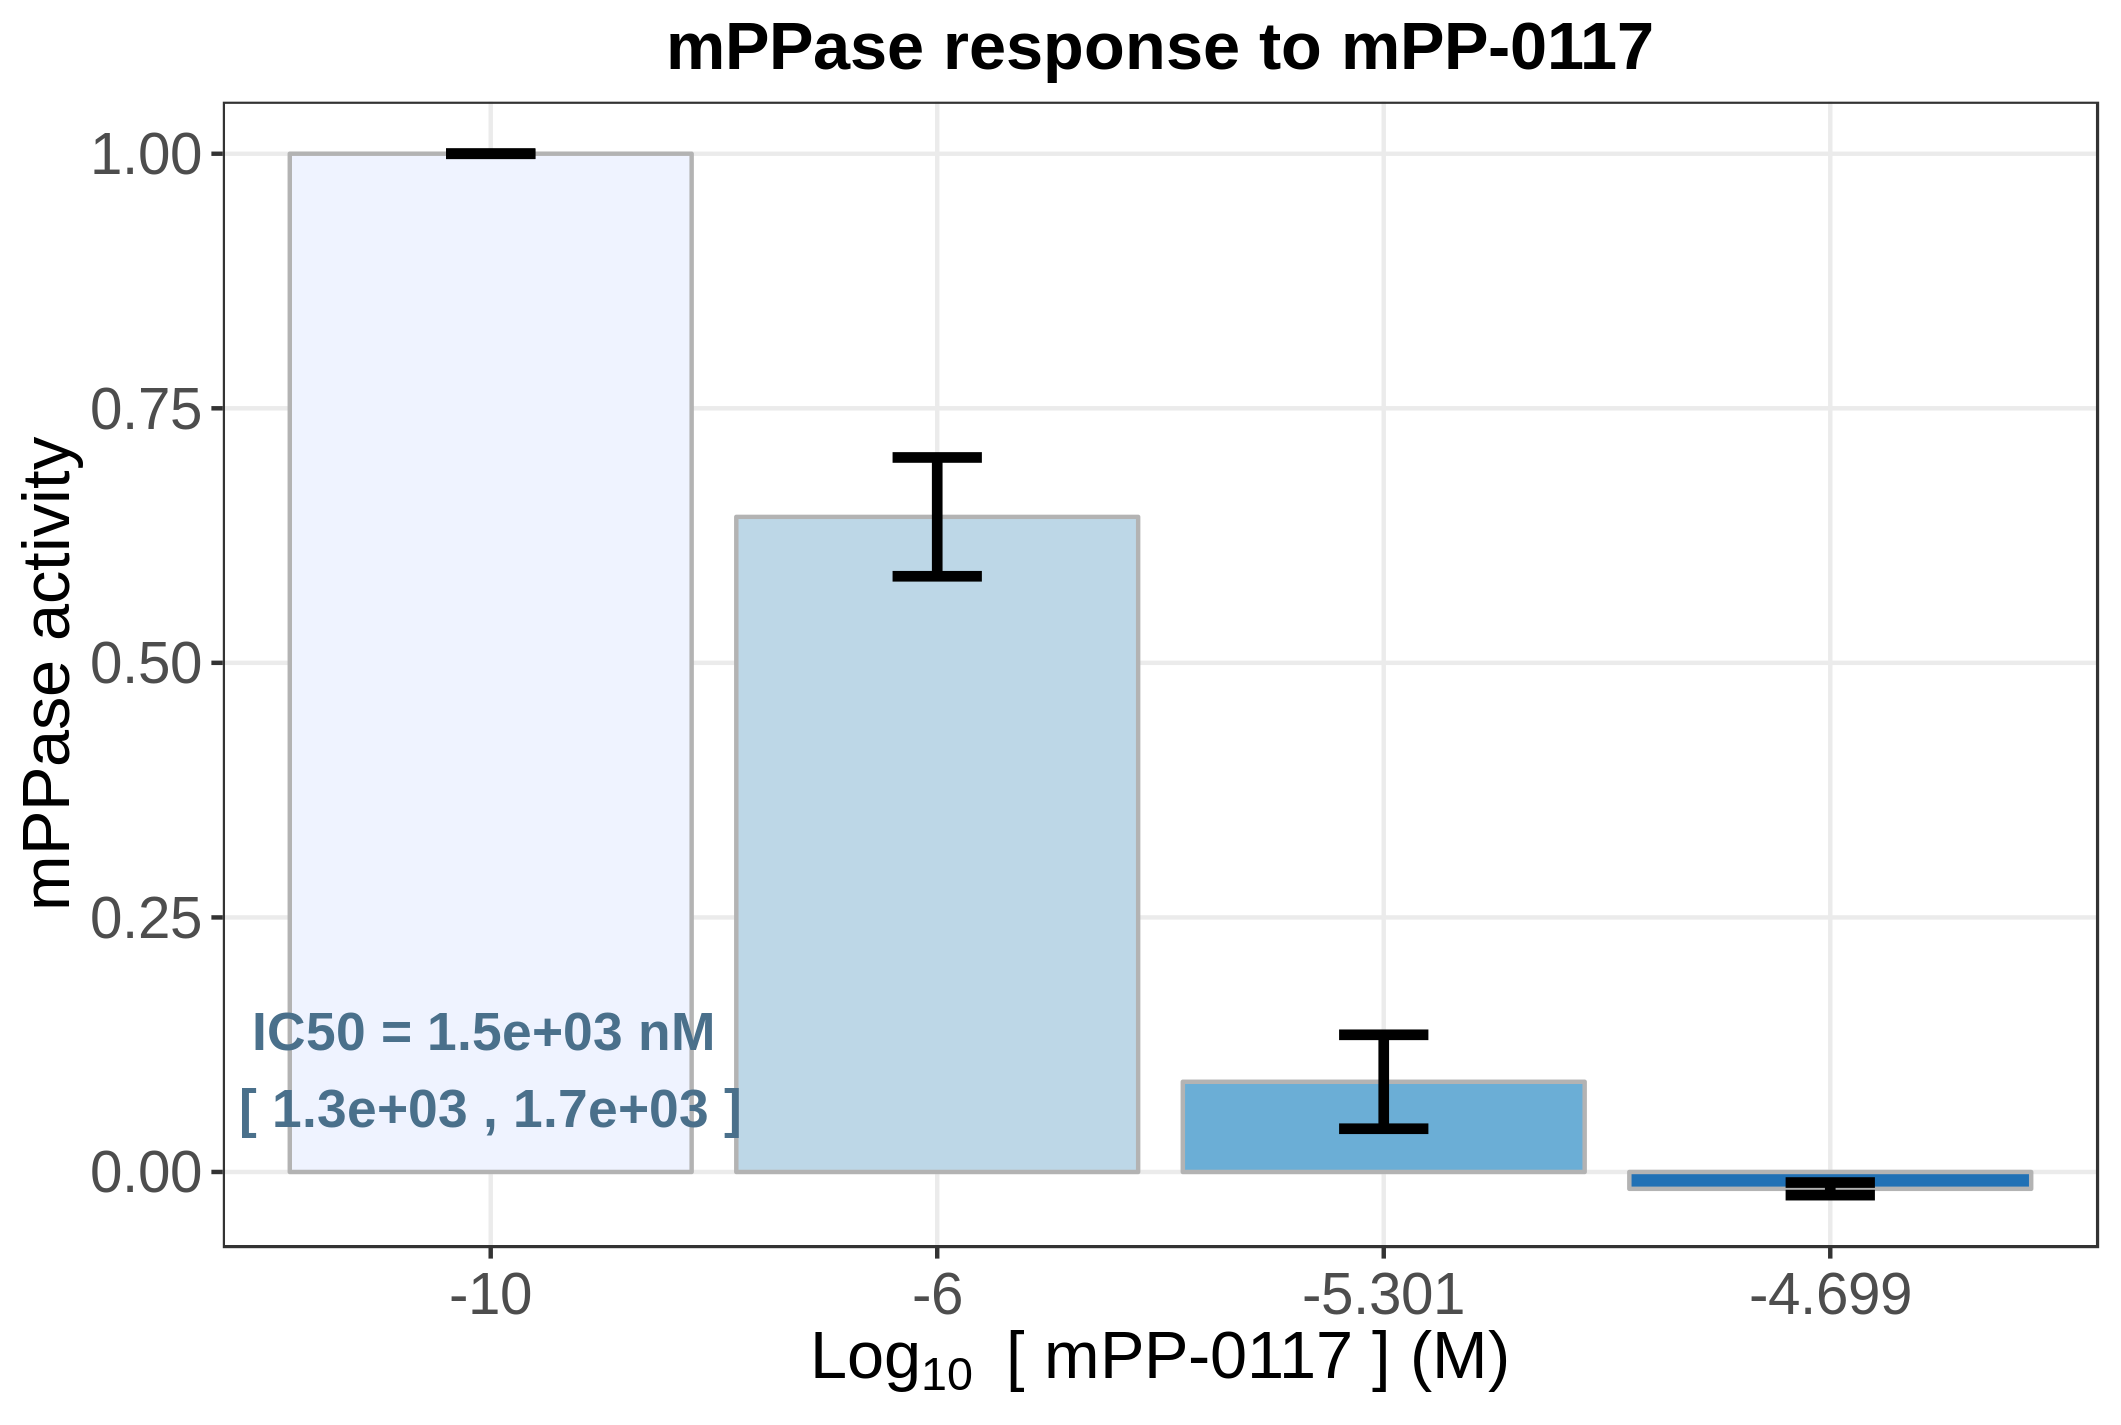 mPPase response to mPP-0117
mPPase activity
1.00
0.75
0.50
0.25
0.00
IC50 = 1.5e+03 nM
[ 1.3e+03 , 1.7e+03 ]
-10
-6
-5.301
-4.699
Log10 [ mPP-0117 ] (M)